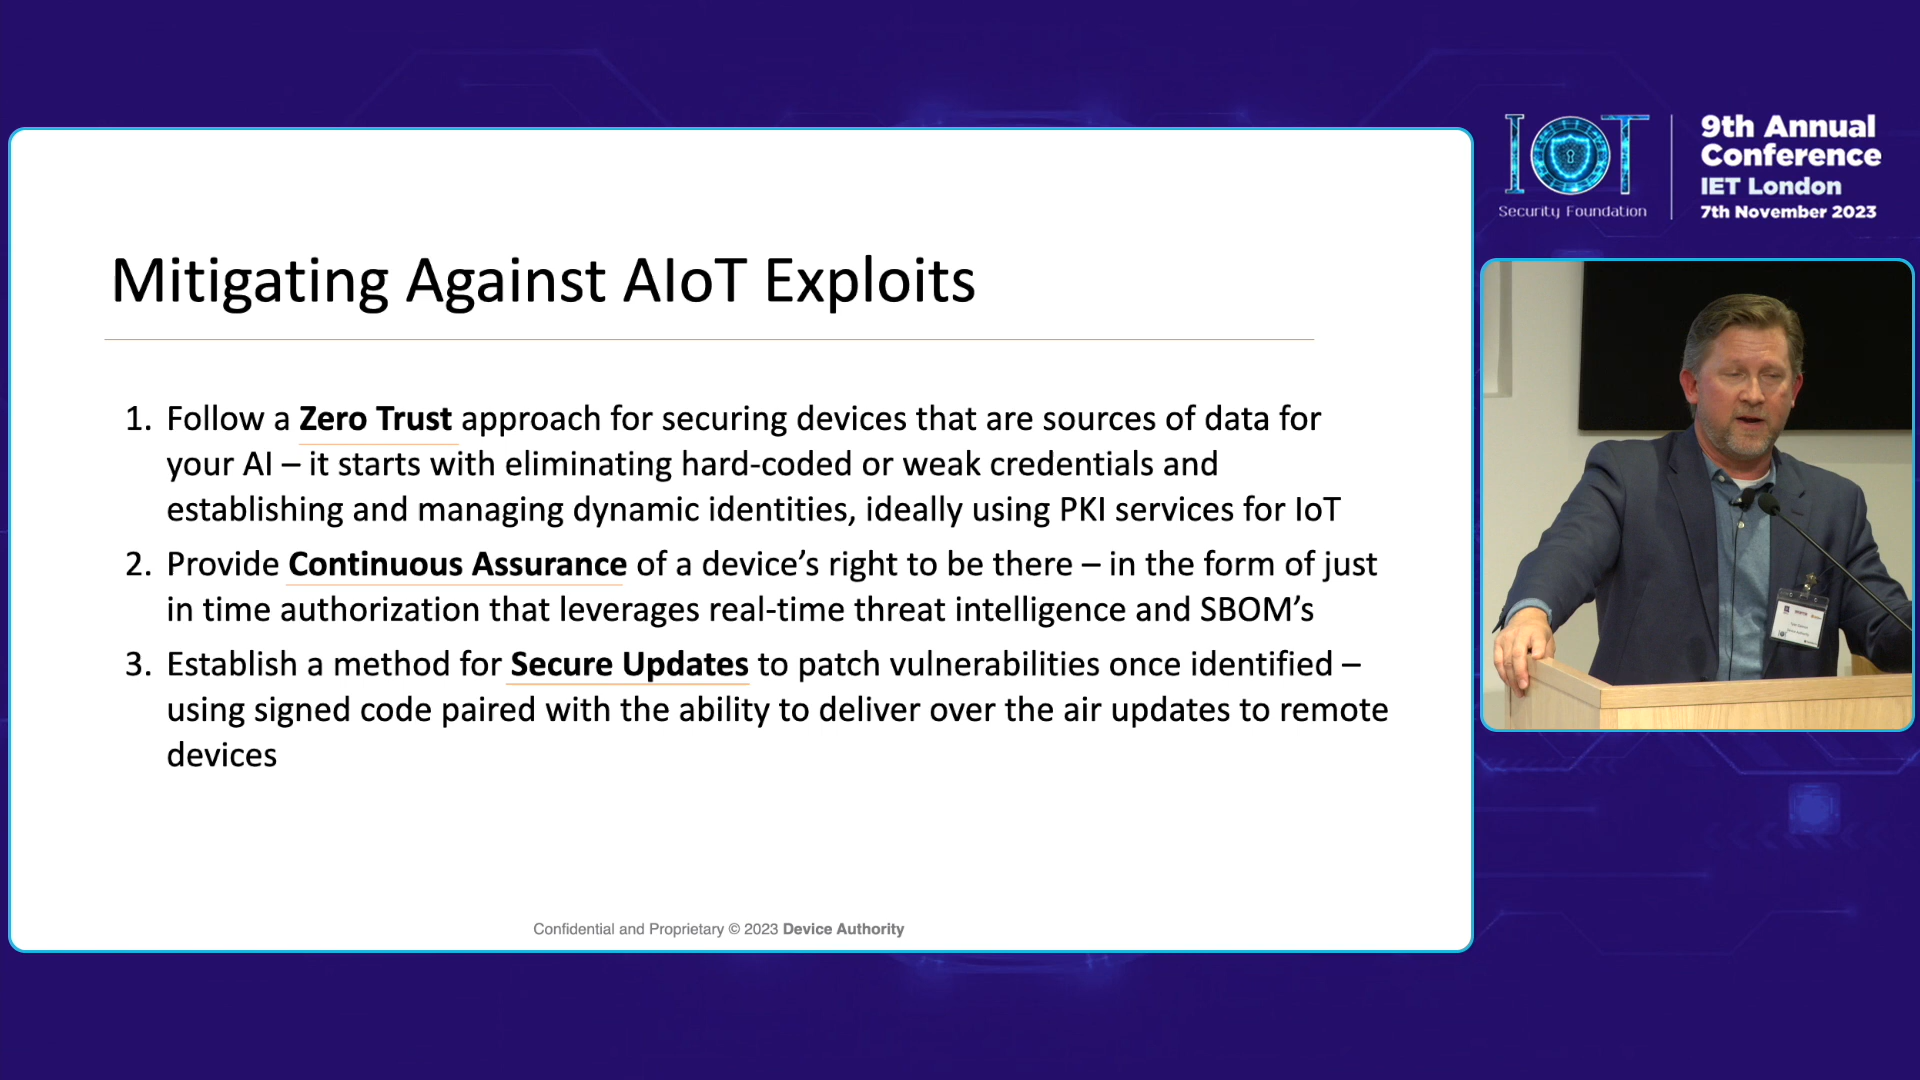 IOT
Security Foundation
9th Annual
Conference
IET London
7th November 2023
Mitigating Against AIoT Exploits
1. Follow a Zero Trust approach for securing devices that are sources of data for
your AI – it starts with eliminating hard-coded or weak credentials and
establishing and managing dynamic identities, ideally using PKI services for IoT
2. Provide Continuous Assurance of a device’s right to be there – in the form of just
in time authorization that leverages real-time threat intelligence and SBOM’s
3. Establish a method for Secure Updates to patch vulnerabilities once identified –
using signed code paired with the ability to deliver over the air updates to remote
devices
Confidential and Proprietary © 2023 Device Authority